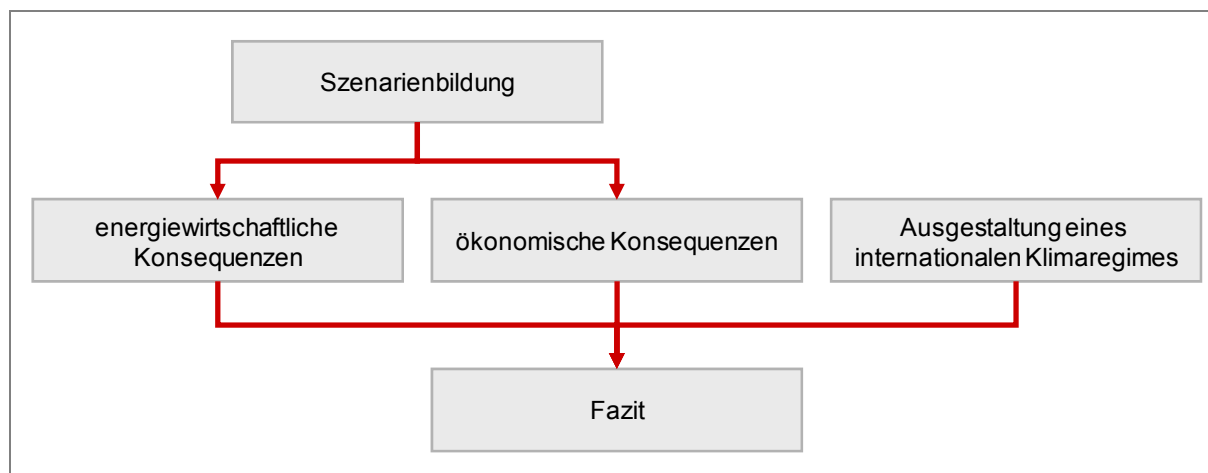 Szenarienbildung
energiewirtschaftliche
Konsequenzen
ökonomische Konsequenzen
Ausgestaltung eines
internationalen Klimaregimes
Fazit